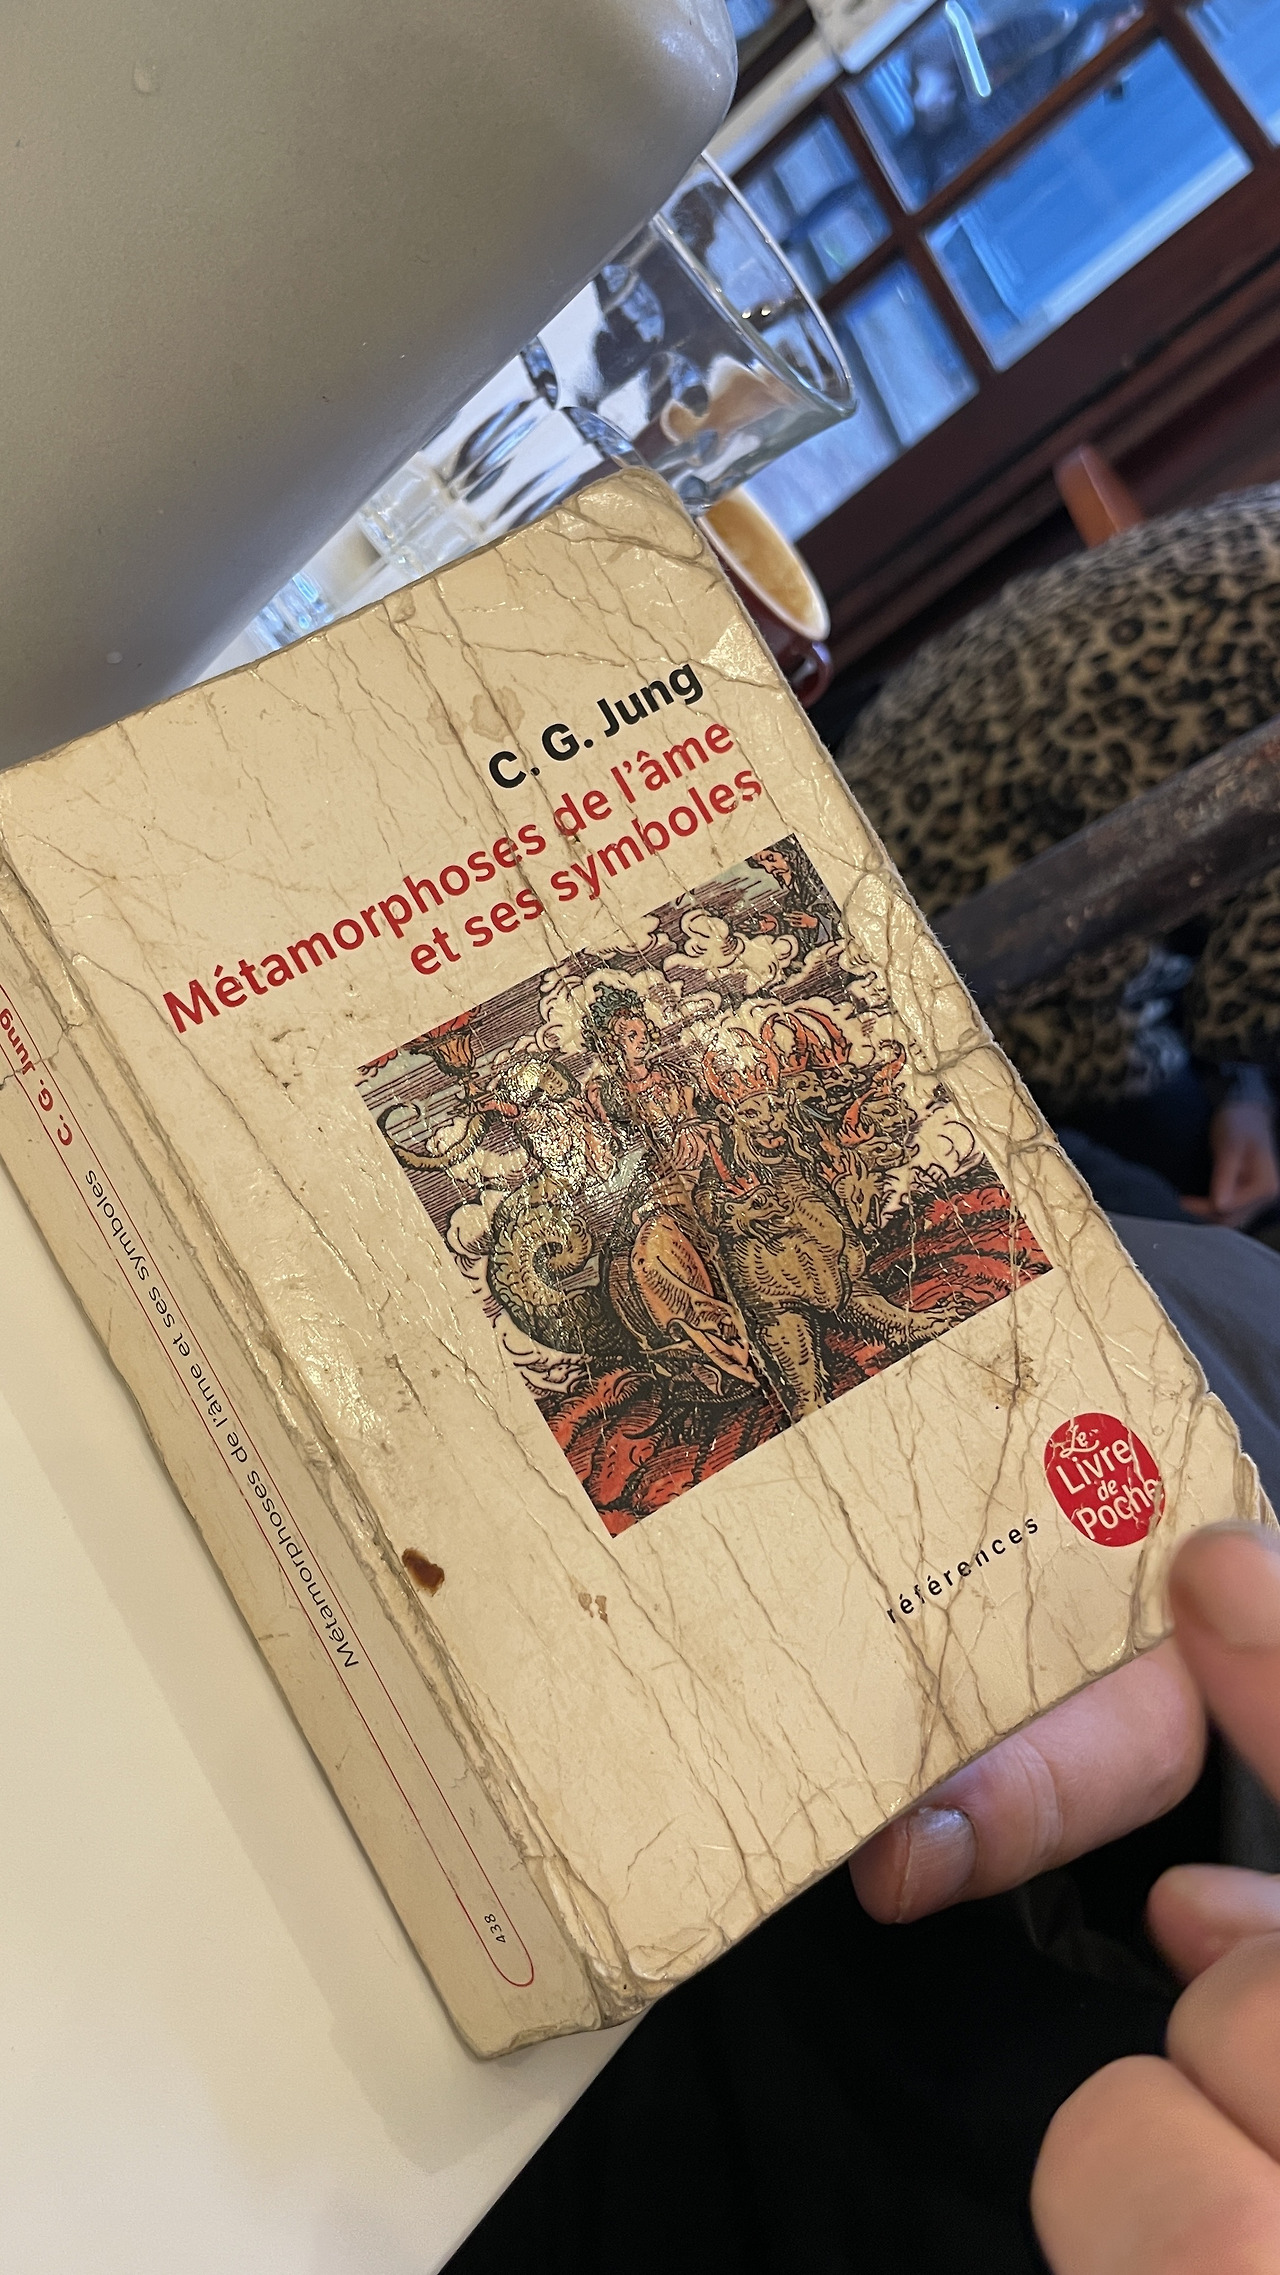 C. G. Jung
Métamorphoses de l'âme
et ses symboles
Le
Livre
de
Poche
références
Métamorphoses de l'âme et ses symboles C. G. Jung
Jung
438